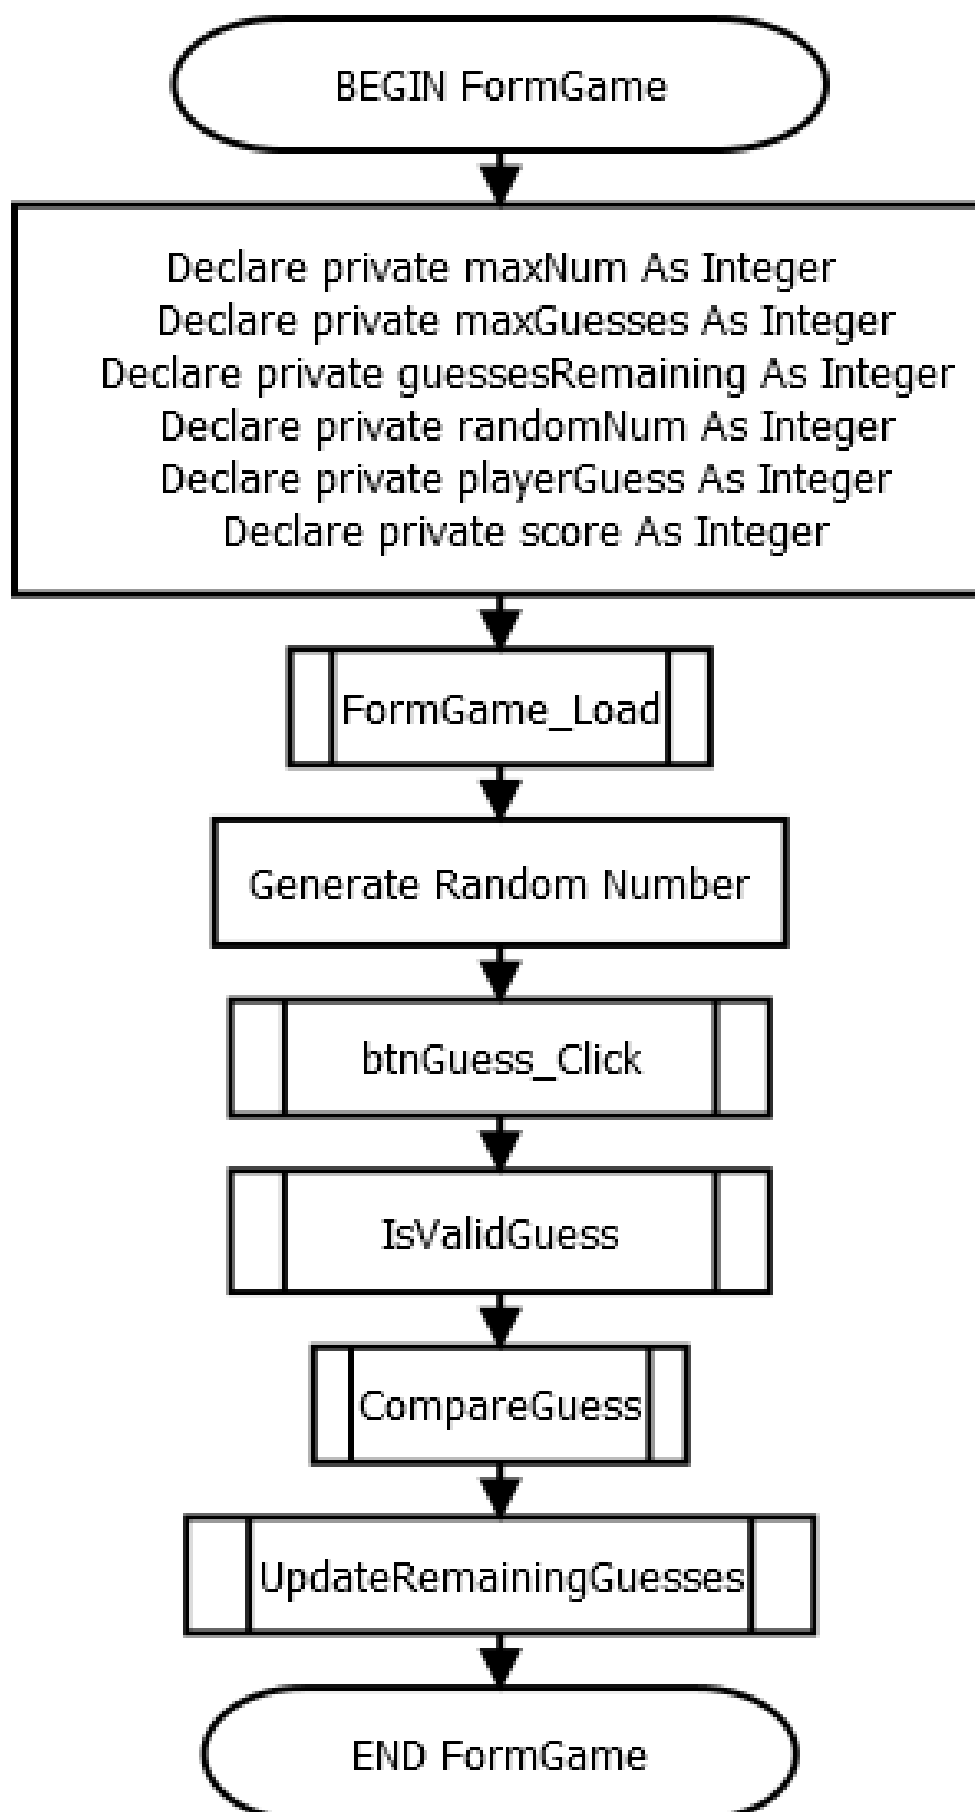 BEGIN FormGame
Declare private maxNum As Integer
Declare private maxGuesses As Integer
Declare private guessesRemaining As Integer
Declare private randomNum As Integer
Declare private playerGuess As Integer
Declare private score As Integer
FormGame_Load
Generate Random Number
btnGuess_Click
IsValidGuess
CompareGuess
UpdateRemainingGuesses
END FormGame